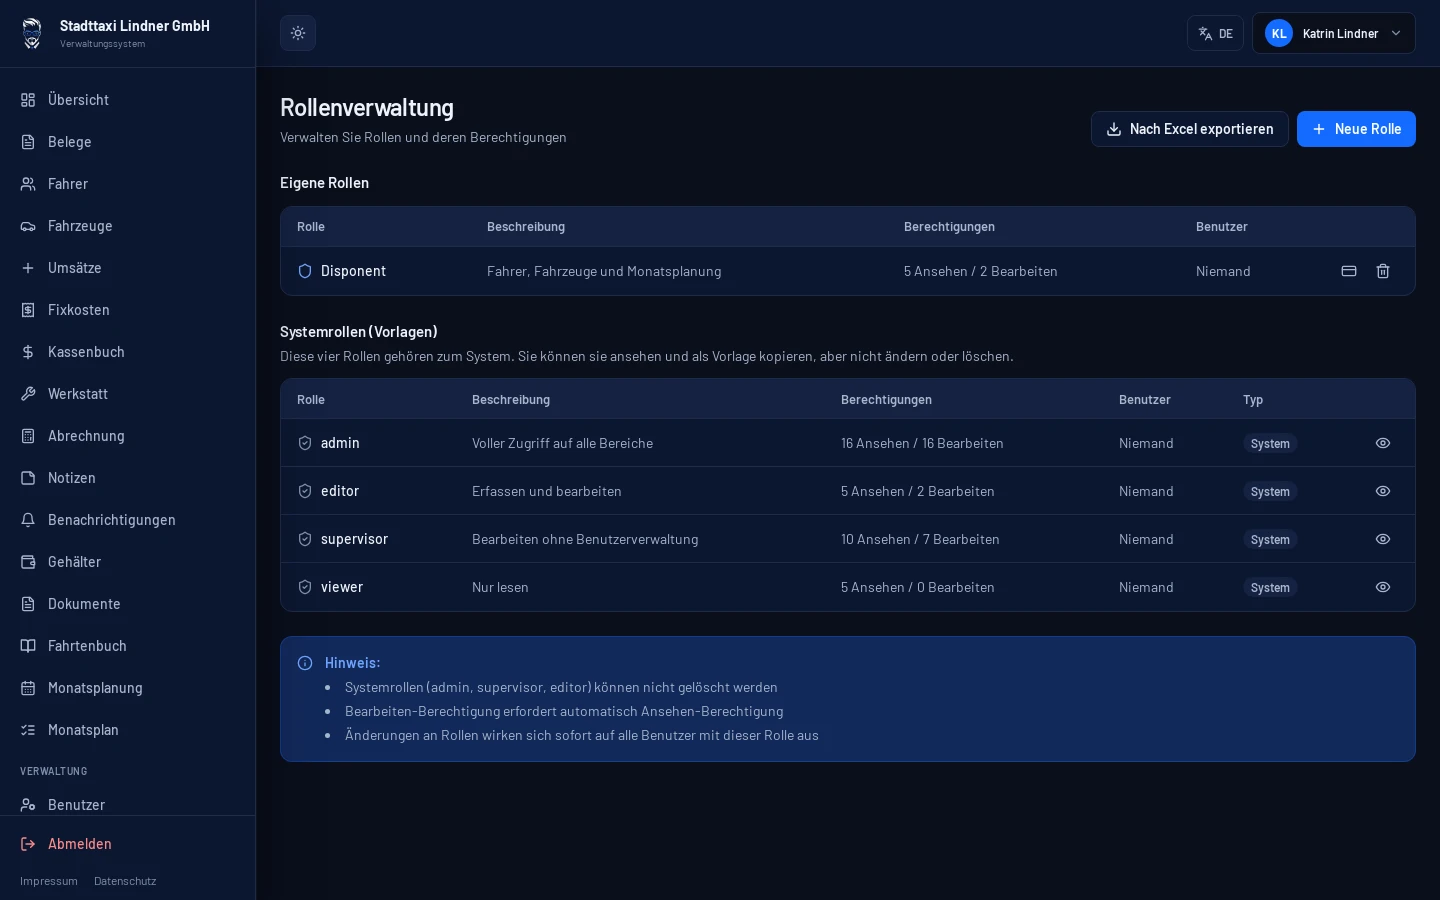 Stadttaxi Lindner GmbH
Verwaltungssystem
DE
KL
Katrin Lindner
Übersicht
Belege
Fahrer
Fahrzeuge
Umsätze
Fixkosten
Kassenbuch
Werkstatt
Abrechnung
Notizen
Benachrichtigungen
Gehälter
Dokumente
Fahrtenbuch
Monatsplanung
Monatsplan
VERWALTUNG
Benutzer
Abmelden
Impressum Datenschutz
Rollenverwaltung
Verwalten Sie Rollen und deren Berechtigungen
Nach Excel exportieren
Neue Rolle
Eigene Rollen
Rolle Beschreibung Berechtigungen Benutzer
Disponent Fahrer, Fahrzeuge und Monatsplanung 5 Ansehen / 2 Bearbeiten Niemand
Systemrollen (Vorlagen)
Diese vier Rollen gehören zum System. Sie können sie ansehen und als Vorlage kopieren, aber nicht ändern oder löschen.
Rolle Beschreibung Berechtigungen Benutzer Typ
admin Voller Zugriff auf alle Bereiche 16 Ansehen / 16 Bearbeiten Niemand System
editor Erfassen und bearbeiten 5 Ansehen / 2 Bearbeiten Niemand System
supervisor Bearbeiten ohne Benutzerverwaltung 10 Ansehen / 7 Bearbeiten Niemand System
viewer Nur lesen 5 Ansehen / 0 Bearbeiten Niemand System
Hinweis:
• Systemrollen (admin, supervisor, editor) können nicht gelöscht werden
• Bearbeiten-Berechtigung erfordert automatisch Ansehen-Berechtigung
• Änderungen an Rollen wirken sich sofort auf alle Benutzer mit dieser Rolle aus